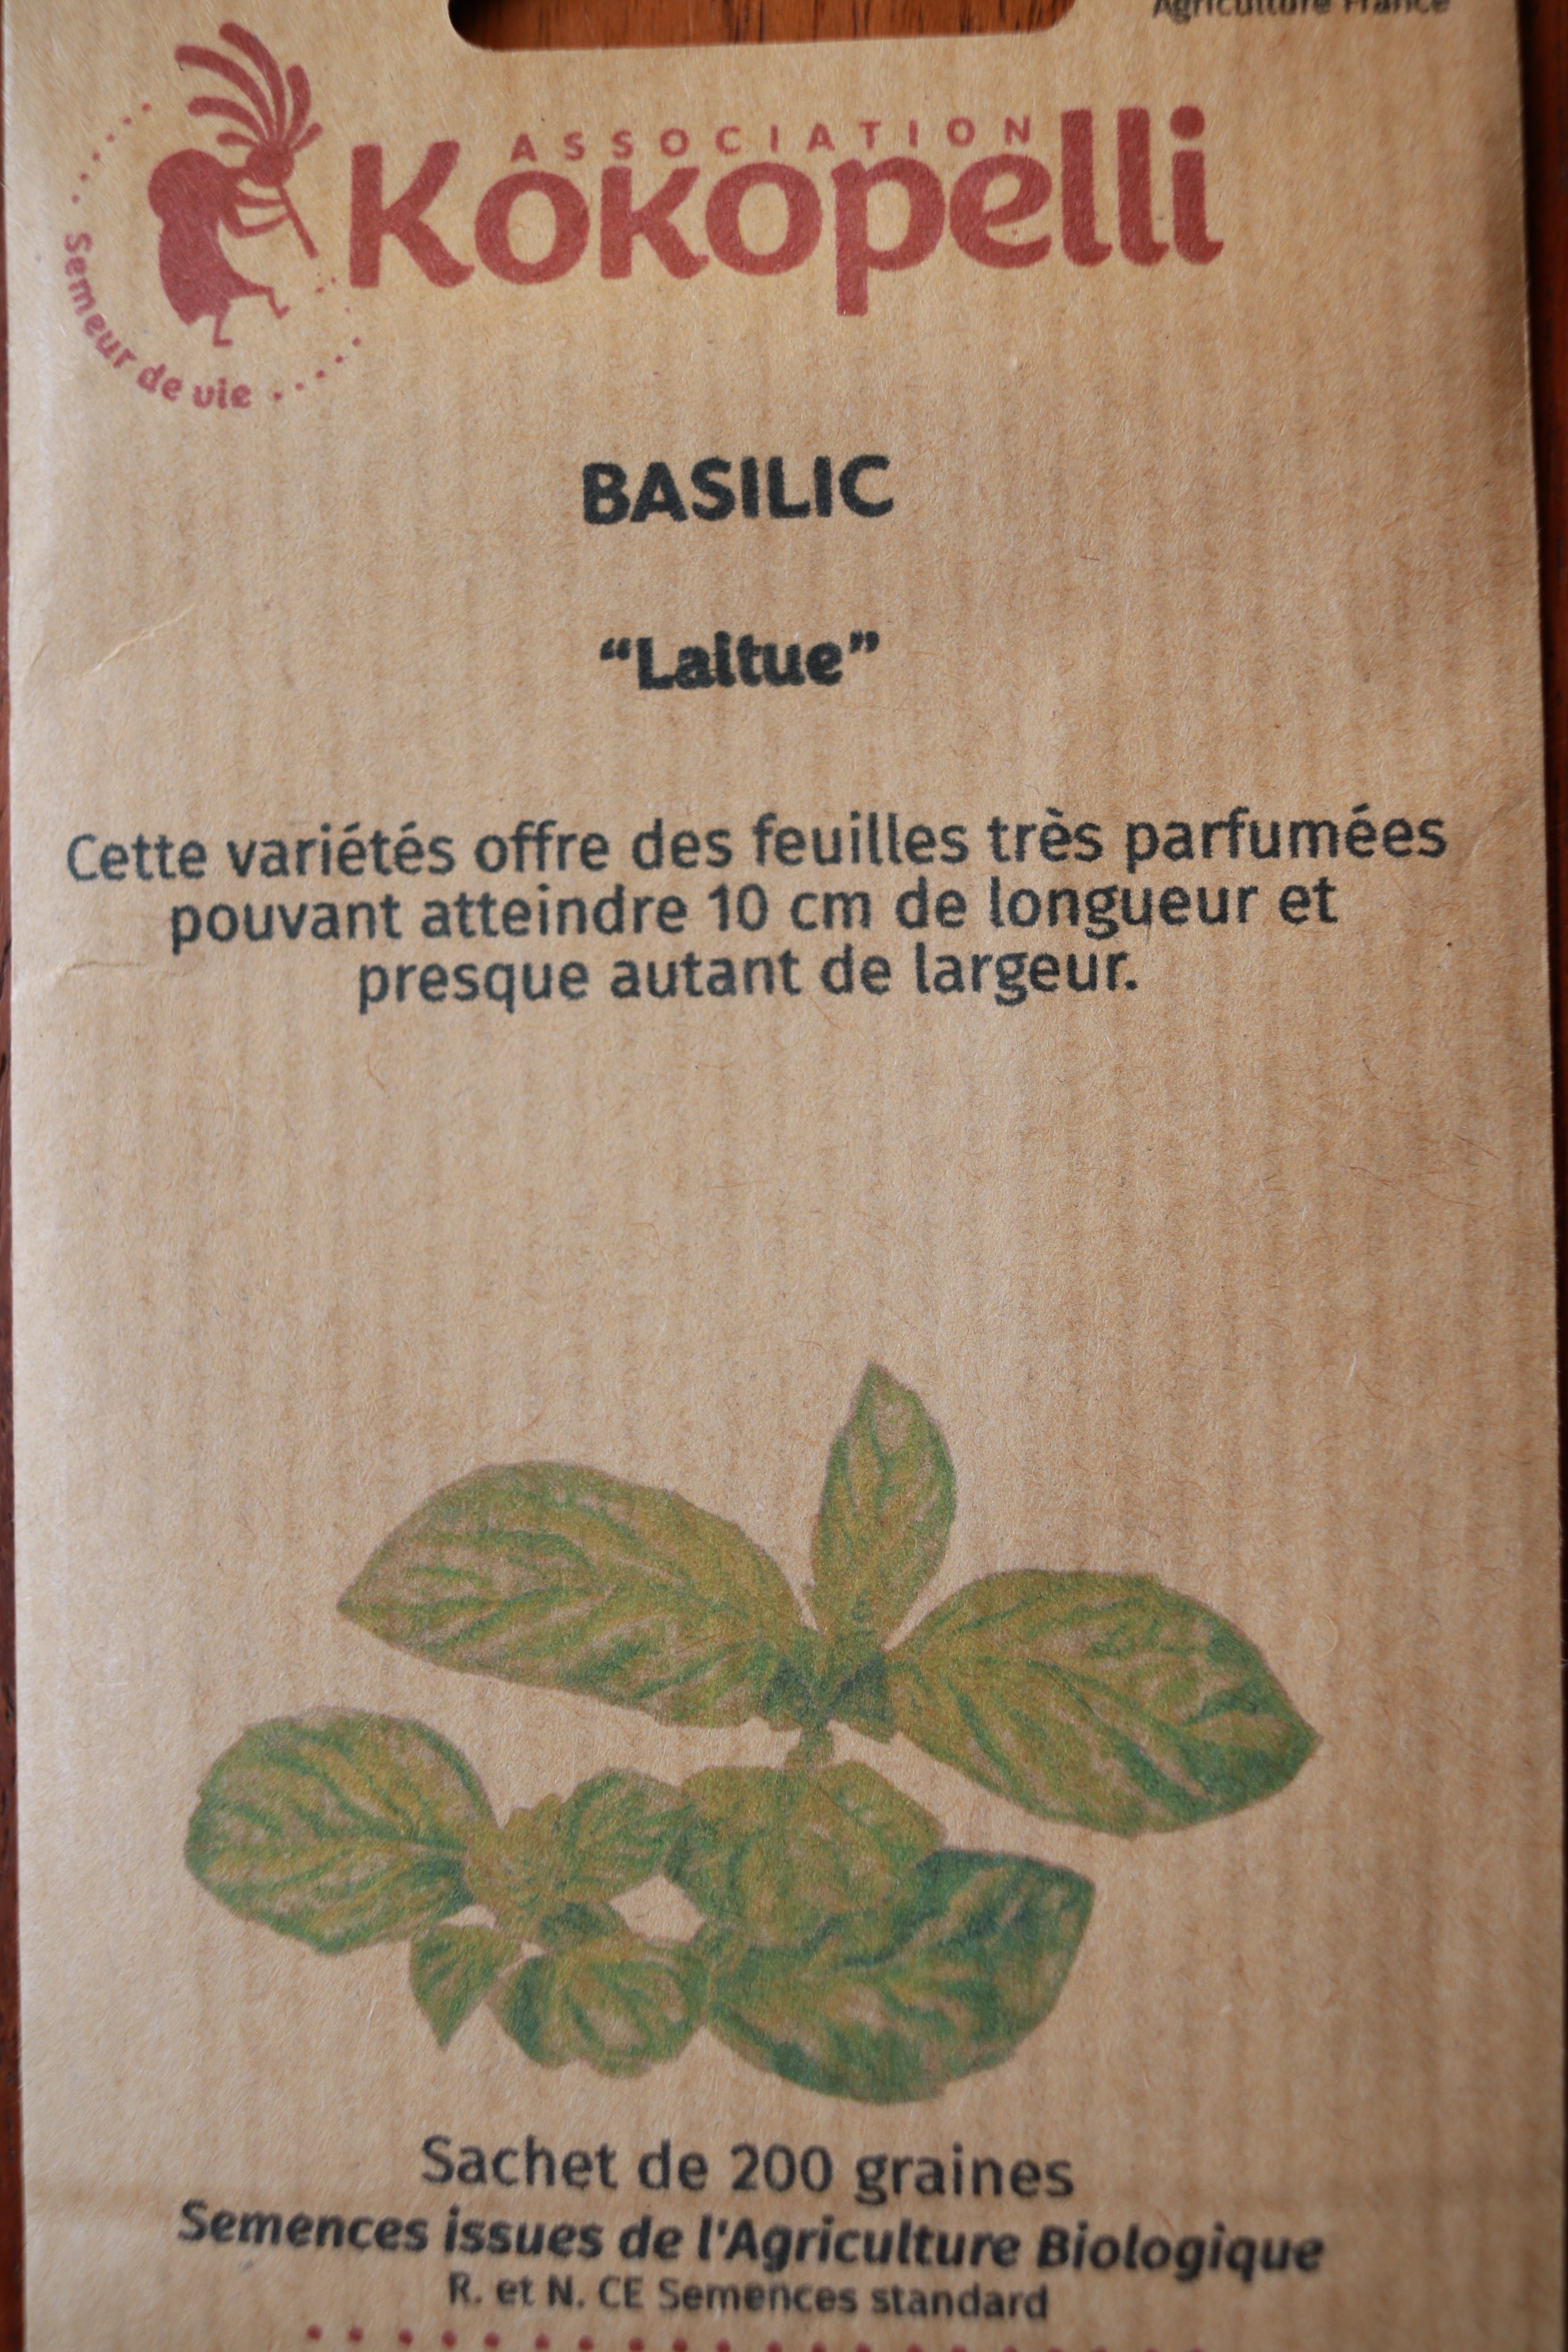 Agriculture France
ASSOCIATION
Kokopelli
Semeur de vie
BASILIC
“Laitue”
Cette variétés offre des feuilles très parfumées
pouvant atteindre 10 cm de longueur et
presque autant de largeur.
Sachet de 200 graines
Semences issues de l'Agriculture Biologique
R. et N. CE Semences standard